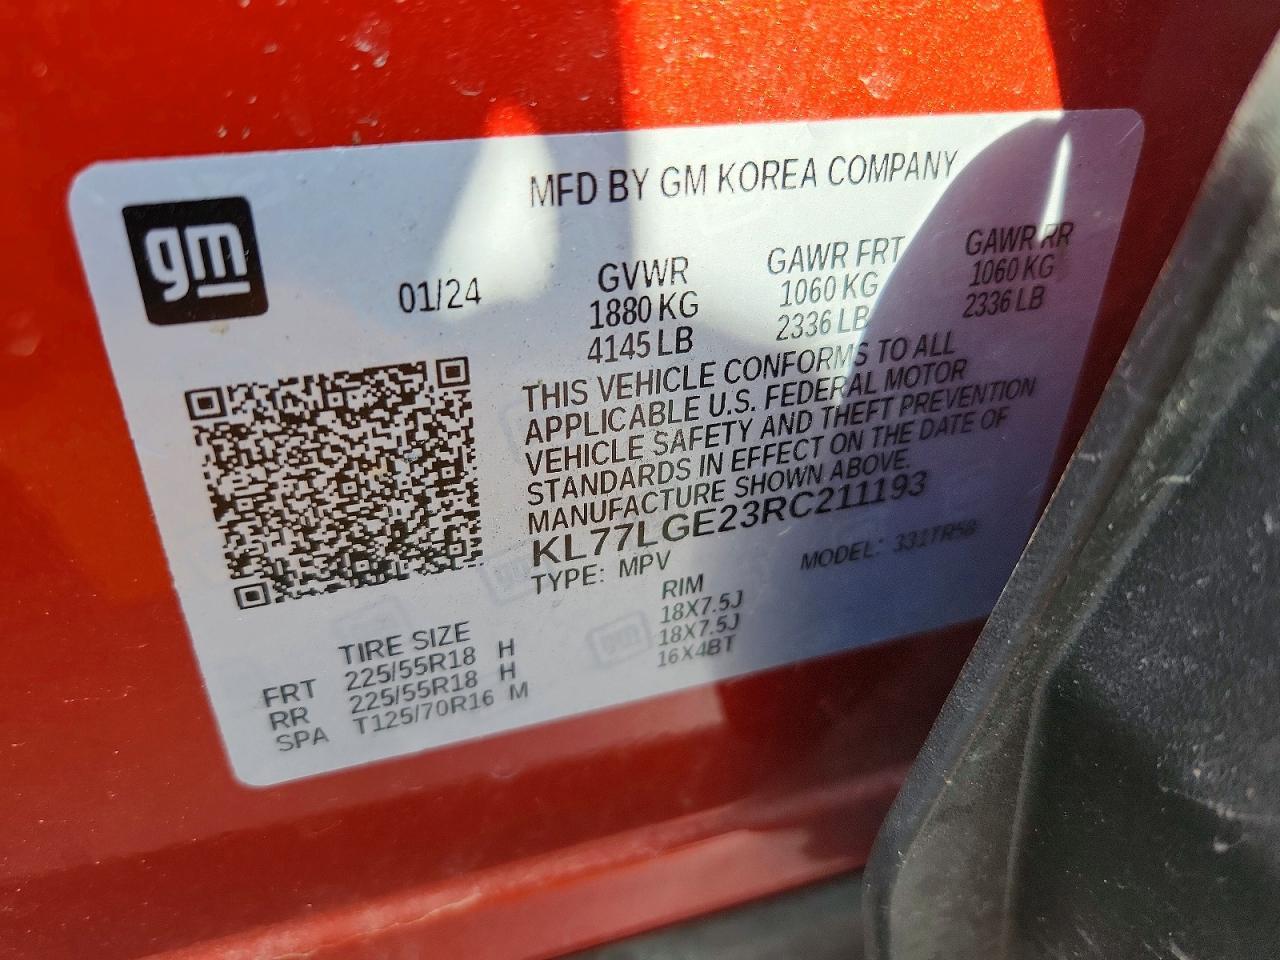 gm
MFD BY GM KOREA COMPANY
01/24
GVWR GAWR FRT GAWR RR
1880 KG 1060 KG 1060 KG
4145 LB 2336 LB 2336 LB
THIS VEHICLE CONFORMS TO ALL
APPLICABLE U.S. FEDERAL MOTOR
VEHICLE SAFETY AND THEFT PREVENTION
STANDARDS IN EFFECT ON THE DATE OF
MANUFACTURE SHOWN ABOVE.
KL77LGE23RC211193
TYPE: MPV MODEL: 331TR58
TIRE SIZE RIM
FRT 225/55R18 H 18X7.5J
RR 225/55R18 H 18X7.5J
SPA T125/70R16 M 16X4BT